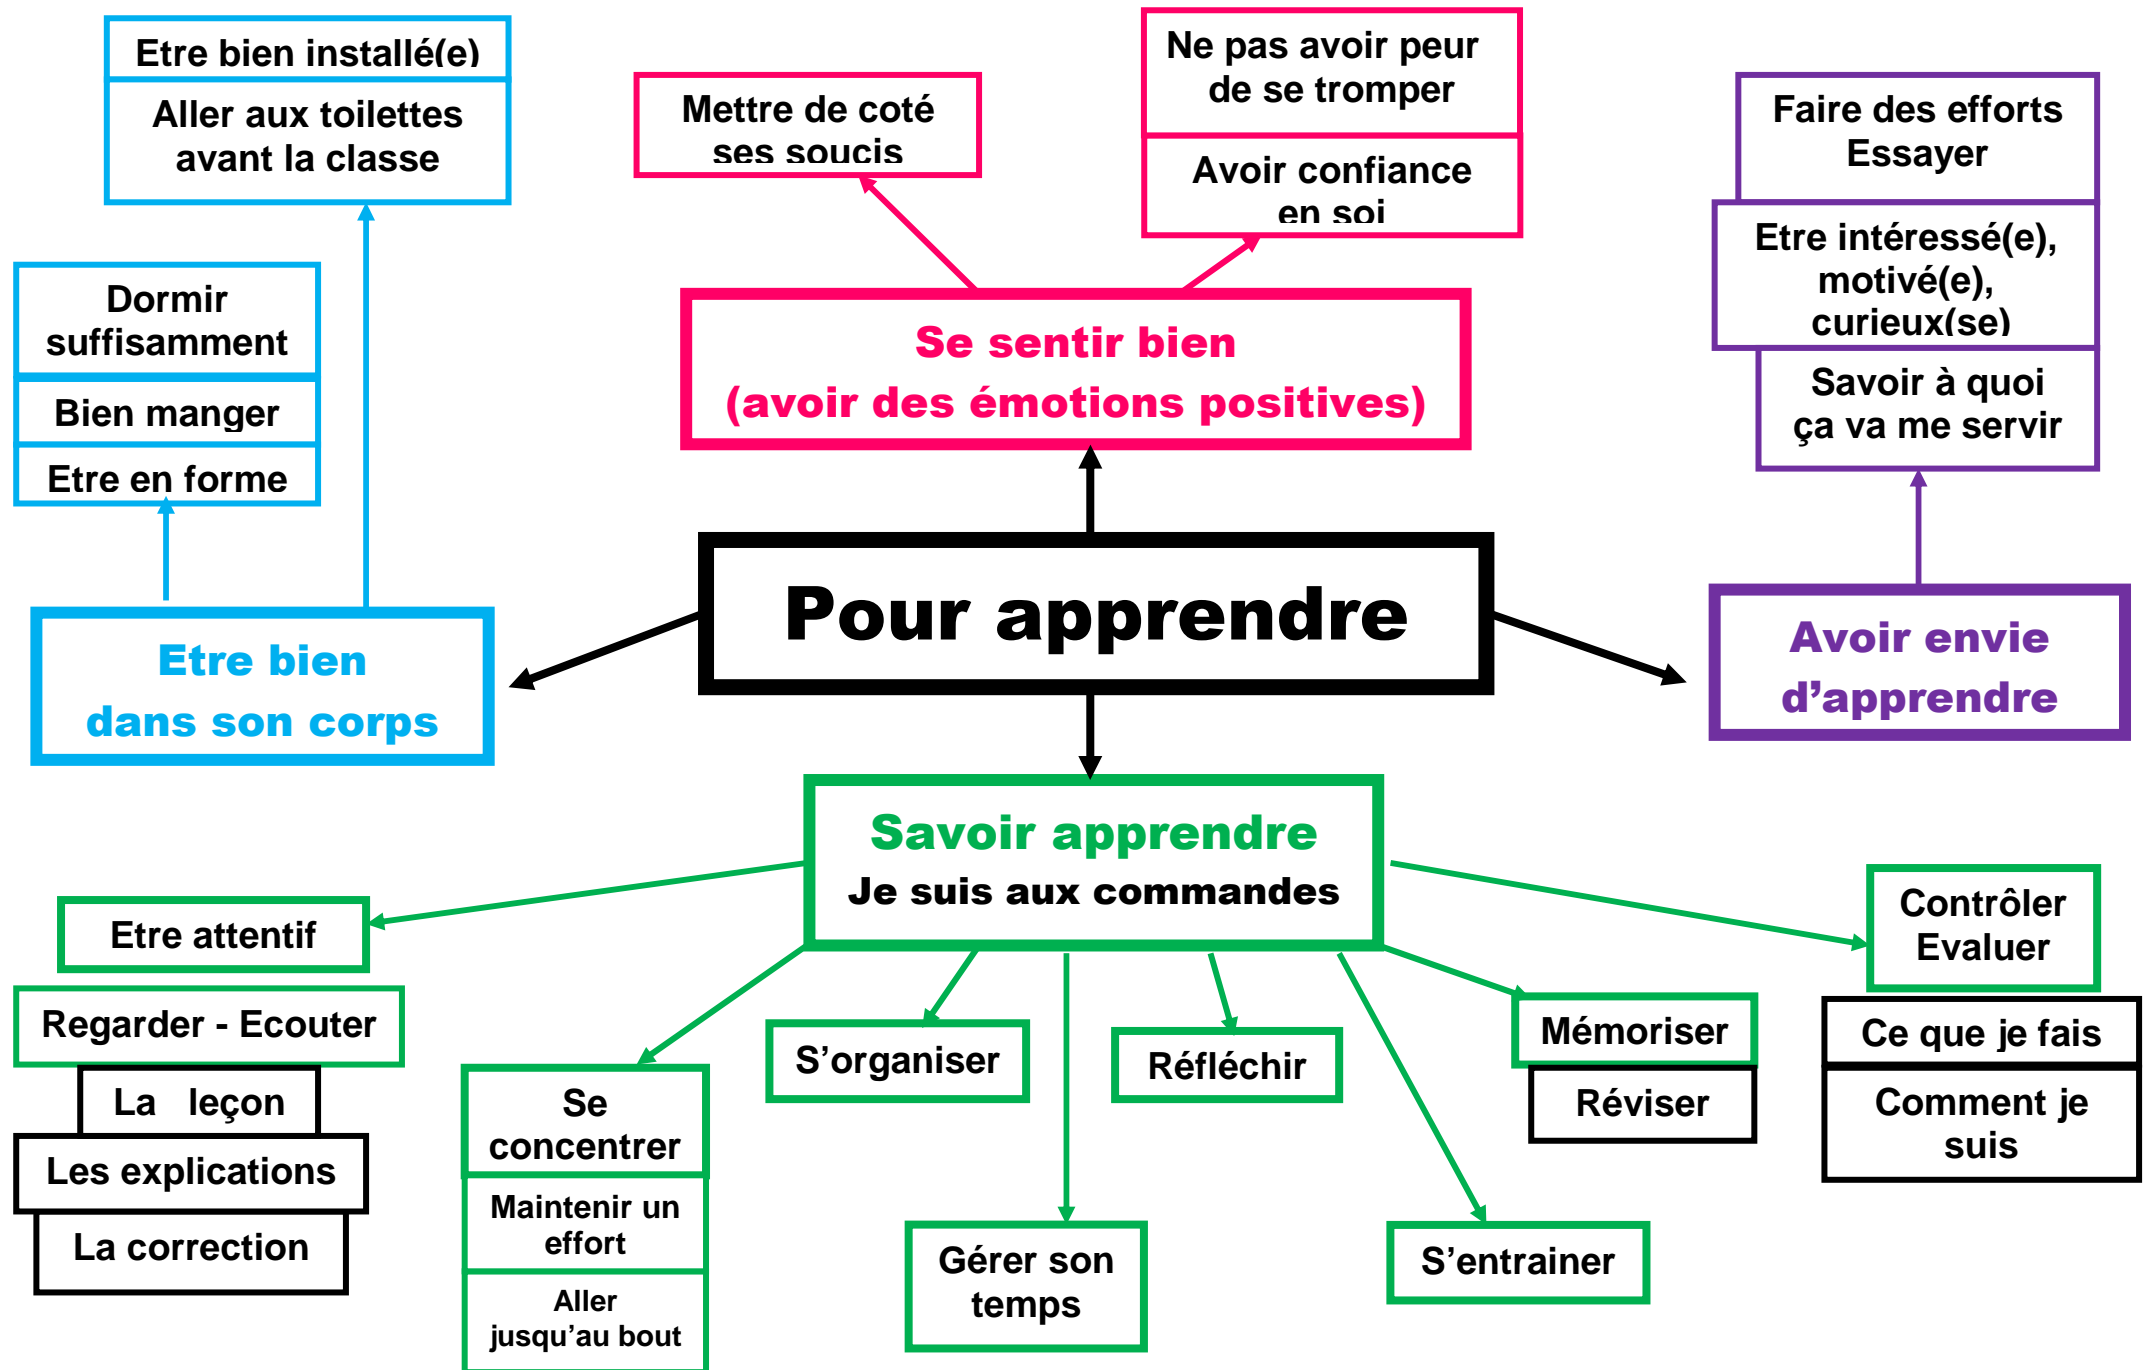 Etre bien installé(e)
Aller aux toilettes
avant la classe
Mettre de coté
ses soucis
Ne pas avoir peur
de se tromper
Avoir confiance
en soi
Faire des efforts
Essayer
Etre intéressé(e),
motivé(e),
curieux(se)
Savoir à quoi
ça va me servir
Dormir
suffisamment
Bien manger
Etre en forme
Se sentir bien
(avoir des émotions positives)
Pour apprendre
Etre bien
dans son corps
Avoir envie
d’apprendre
Savoir apprendre
Je suis aux commandes
Etre attentif
Regarder - Ecouter
La leçon
Les explications
La correction
Se
concentrer
Maintenir un
effort
Aller
jusqu’au bout
S’organiser
Gérer son
temps
Réfléchir
S’entrainer
Mémoriser
Réviser
Contrôler
Evaluer
Ce que je fais
Comment je
suis